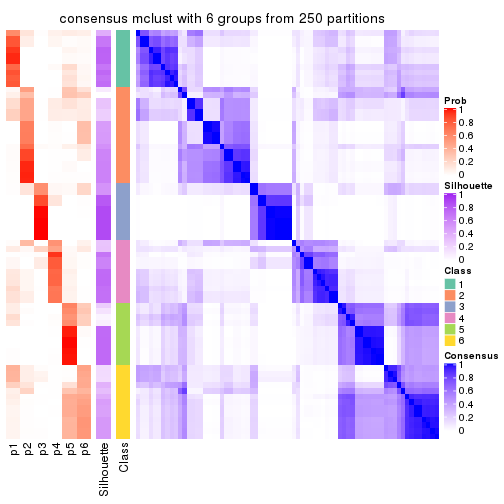 consensus mclust with 6 groups from 250 partitions
Prob
1
0.8
0.6
0.4
0.2
0
Silhouette
1
0.8
0.6
0.4
0.2
0
Class
1
2
3
4
5
6
Consensus
1
0.8
0.6
0.4
0.2
0
p1
p2
p3
p4
p5
p6
Silhouette
Class